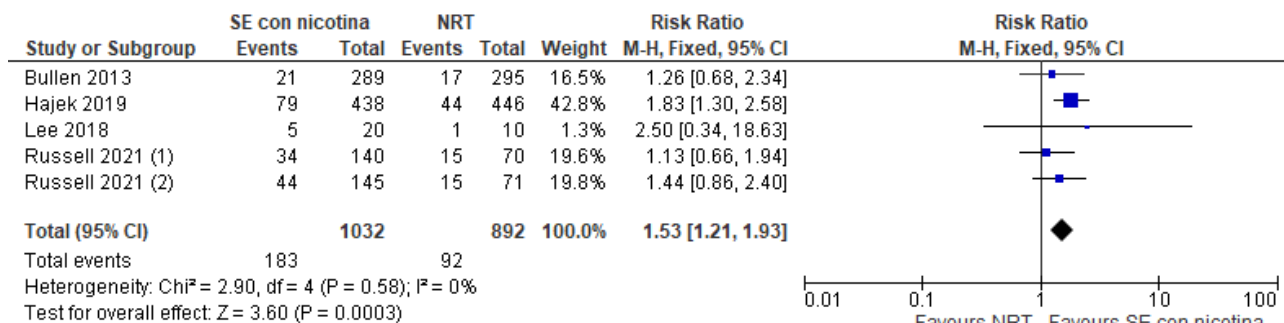 SE con nicotina NRT Risk Ratio Risk Ratio
Study or Subgroup Events Total Events Total Weight M-H, Fixed, 95% CI M-H, Fixed, 95% CI
Bullen 2013 21 289 17 295 16.5% 1.26 [0.68, 2.34]
Hajek 2019 79 438 44 446 42.8% 1.83 [1.30, 2.58]
Lee 2018 5 20 1 10 1.3% 2.50 [0.34, 18.63]
Russell 2021 (1) 34 140 15 70 19.6% 1.13 [0.66, 1.94]
Russell 2021 (2) 44 145 15 71 19.8% 1.44 [0.86, 2.40]
Total (95% CI) 1032 892 100.0% 1.53 [1.21, 1.93]
Total events 183 92
Heterogeneity: Chi² = 2.90, df = 4 (P = 0.58); I² = 0%
Test for overall effect: Z = 3.60 (P = 0.0003)
0.01 0.1 1 10 100
Favours NRT Favours SE con nicotina